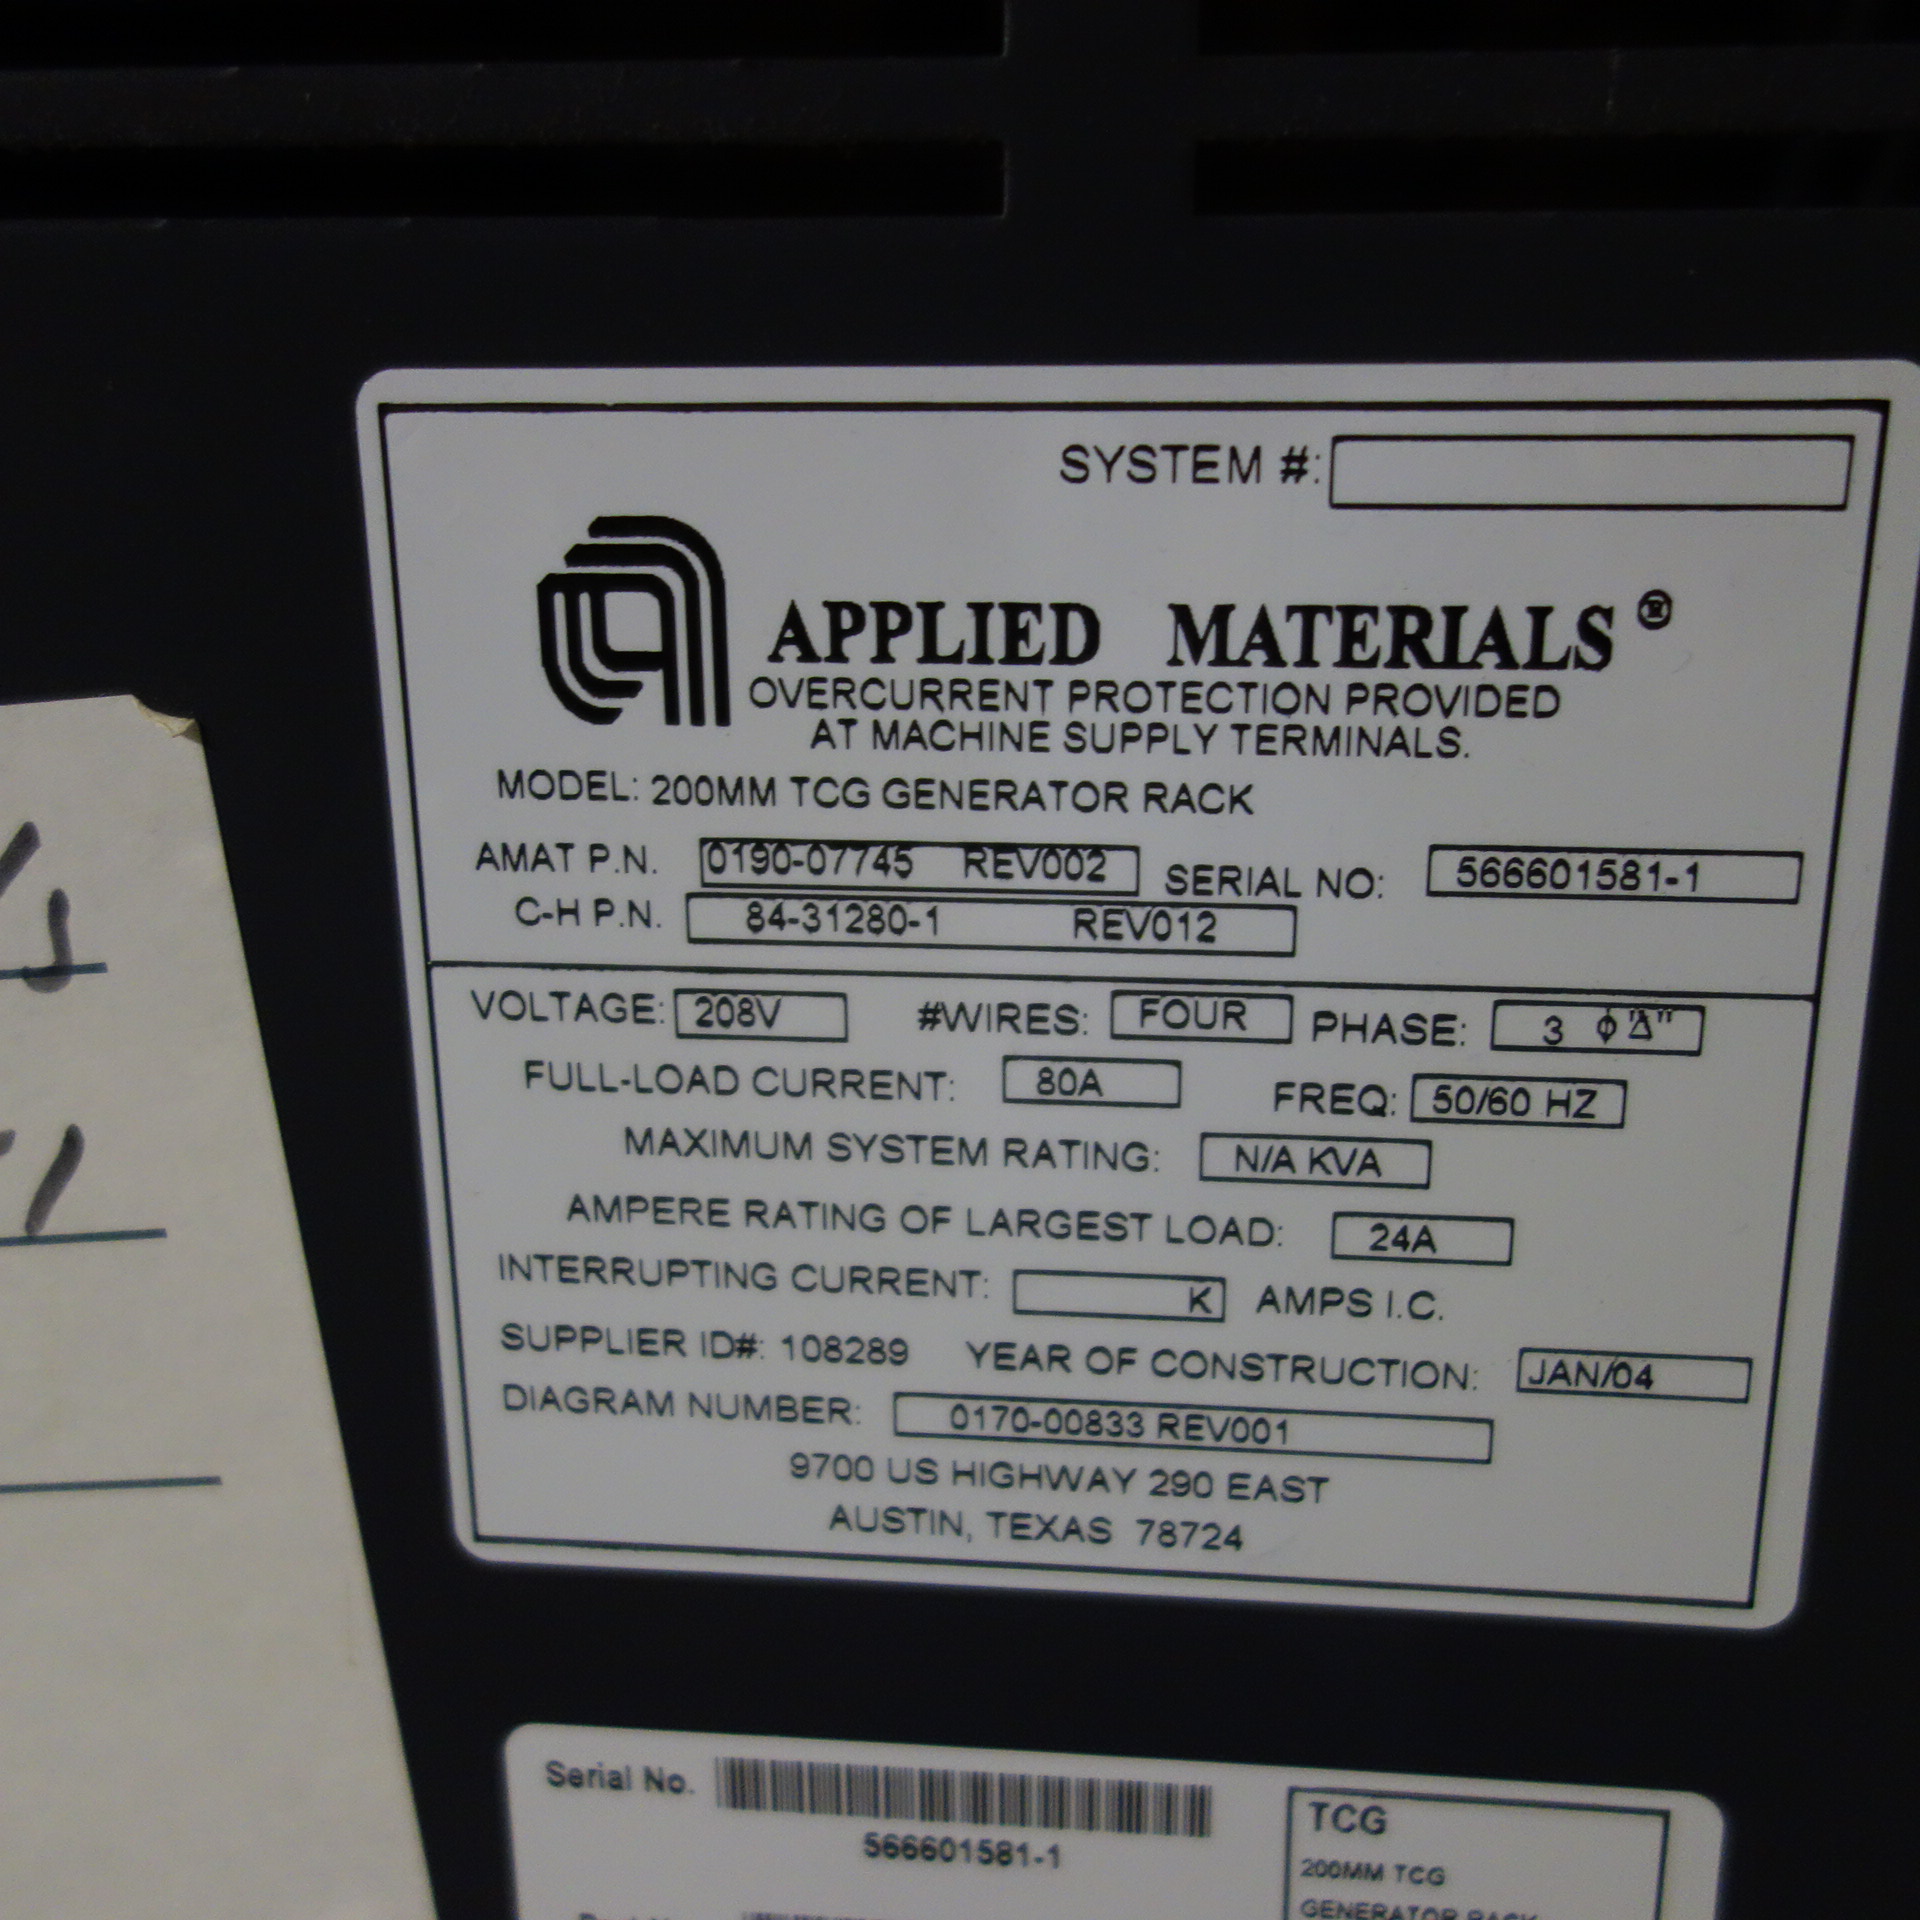 SYSTEM #:
APPLIED MATERIALS ®
OVERCURRENT PROTECTION PROVIDED
AT MACHINE SUPPLY TERMINALS.
MODEL: 200MM TCG GENERATOR RACK
AMAT P.N. 0190-07745 REV002 SERIAL NO: 566601581-1
C-H P.N. 84-31280-1 REV012
VOLTAGE: 208V #WIRES: FOUR PHASE: 3 ϕ "Δ"
FULL-LOAD CURRENT: 80A FREQ: 50/60 HZ
MAXIMUM SYSTEM RATING: N/A KVA
AMPERE RATING OF LARGEST LOAD: 24A
INTERRUPTING CURRENT: K AMPS I.C.
SUPPLIER ID#: 108289 YEAR OF CONSTRUCTION: JAN/04
DIAGRAM NUMBER: 0170-00833 REV001
9700 US HIGHWAY 290 EAST
AUSTIN, TEXAS 78724
Serial No.
566601581-1
TCG
200MM TCG
GENERATOR RACK